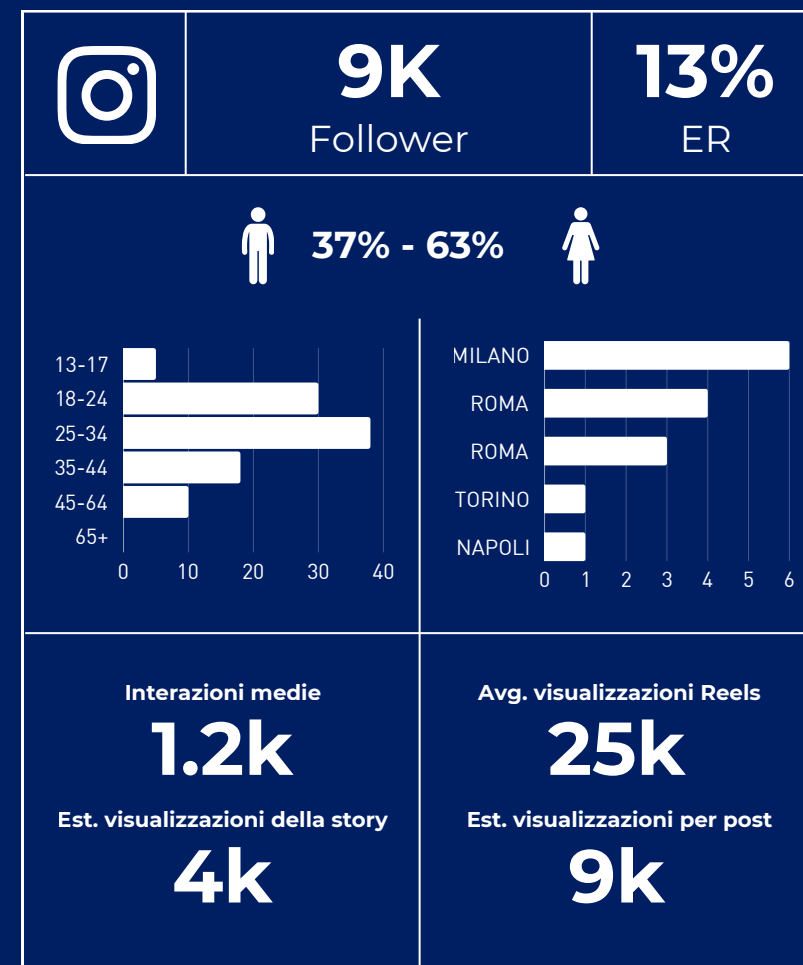 9K
Follower
13%
ER
37% - 63%
13-17
18-24
25-34
35-44
45-64
65+
0 10 20 30 40
MILANO
ROMA
ROMA
TORINO
NAPOLI
0 1 2 3 4 5 6
Interazioni medie
1.2k
Est. visualizzazioni della story
4k
Avg. visualizzazioni Reels
25k
Est. visualizzazioni per post
9k